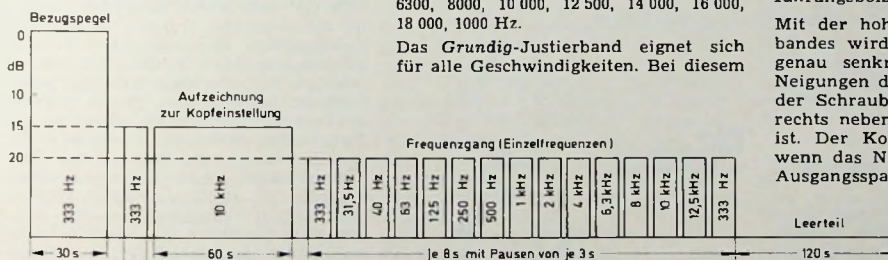 6300, 8000, 10 000, 12 500, 14 000, 16 000,
18 000, 1000 Hz.
Das Grundig-Justierband eignet sich
für alle Geschwindigkeiten. Bei diesem
Mit der hoh
bandes wird
genau senkr
Neigungen d
der Schraub
rechts neber
ist. Der Ko
wenn das N
Ausgangsspa
Bezugspegel
0
dB
10
15
20
Aufzeichnung
zur Kopfeinstellung
Frequenzgang (Einzelfrequenzen)
333 Hz
333 Hz
10 kHz
333 Hz
31,5 Hz
40 Hz
63 Hz
125 Hz
250 Hz
500 Hz
1 kHz
2 kHz
4 kHz
6,3 kHz
8 kHz
10 kHz
12,5 kHz
333 Hz
Leerteil
30 s
60 s
je 8 s mit Pausen von je 3 s
120 s